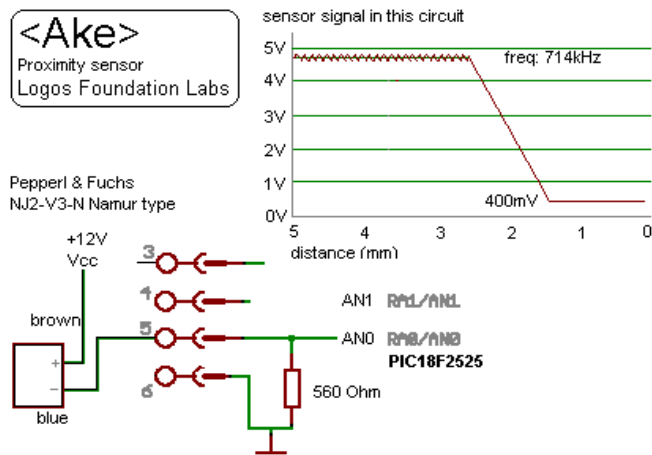 <Ake>
Proximity sensor
Logos Foundation Labs
sensor signal in this circuit
5V
4V
3V
2V
1V
0V
freq: 714kHz
400mV
5 4 3 2 1 0
distance (mm)
Pepperl & Fuchs
NJ2-V3-N Namur type
+12V
Vcc
brown
+
−
blue
3
4
5
6
AN1 RA1/AN1
AN0 RA0/AN0
PIC18F2525
560 Ohm